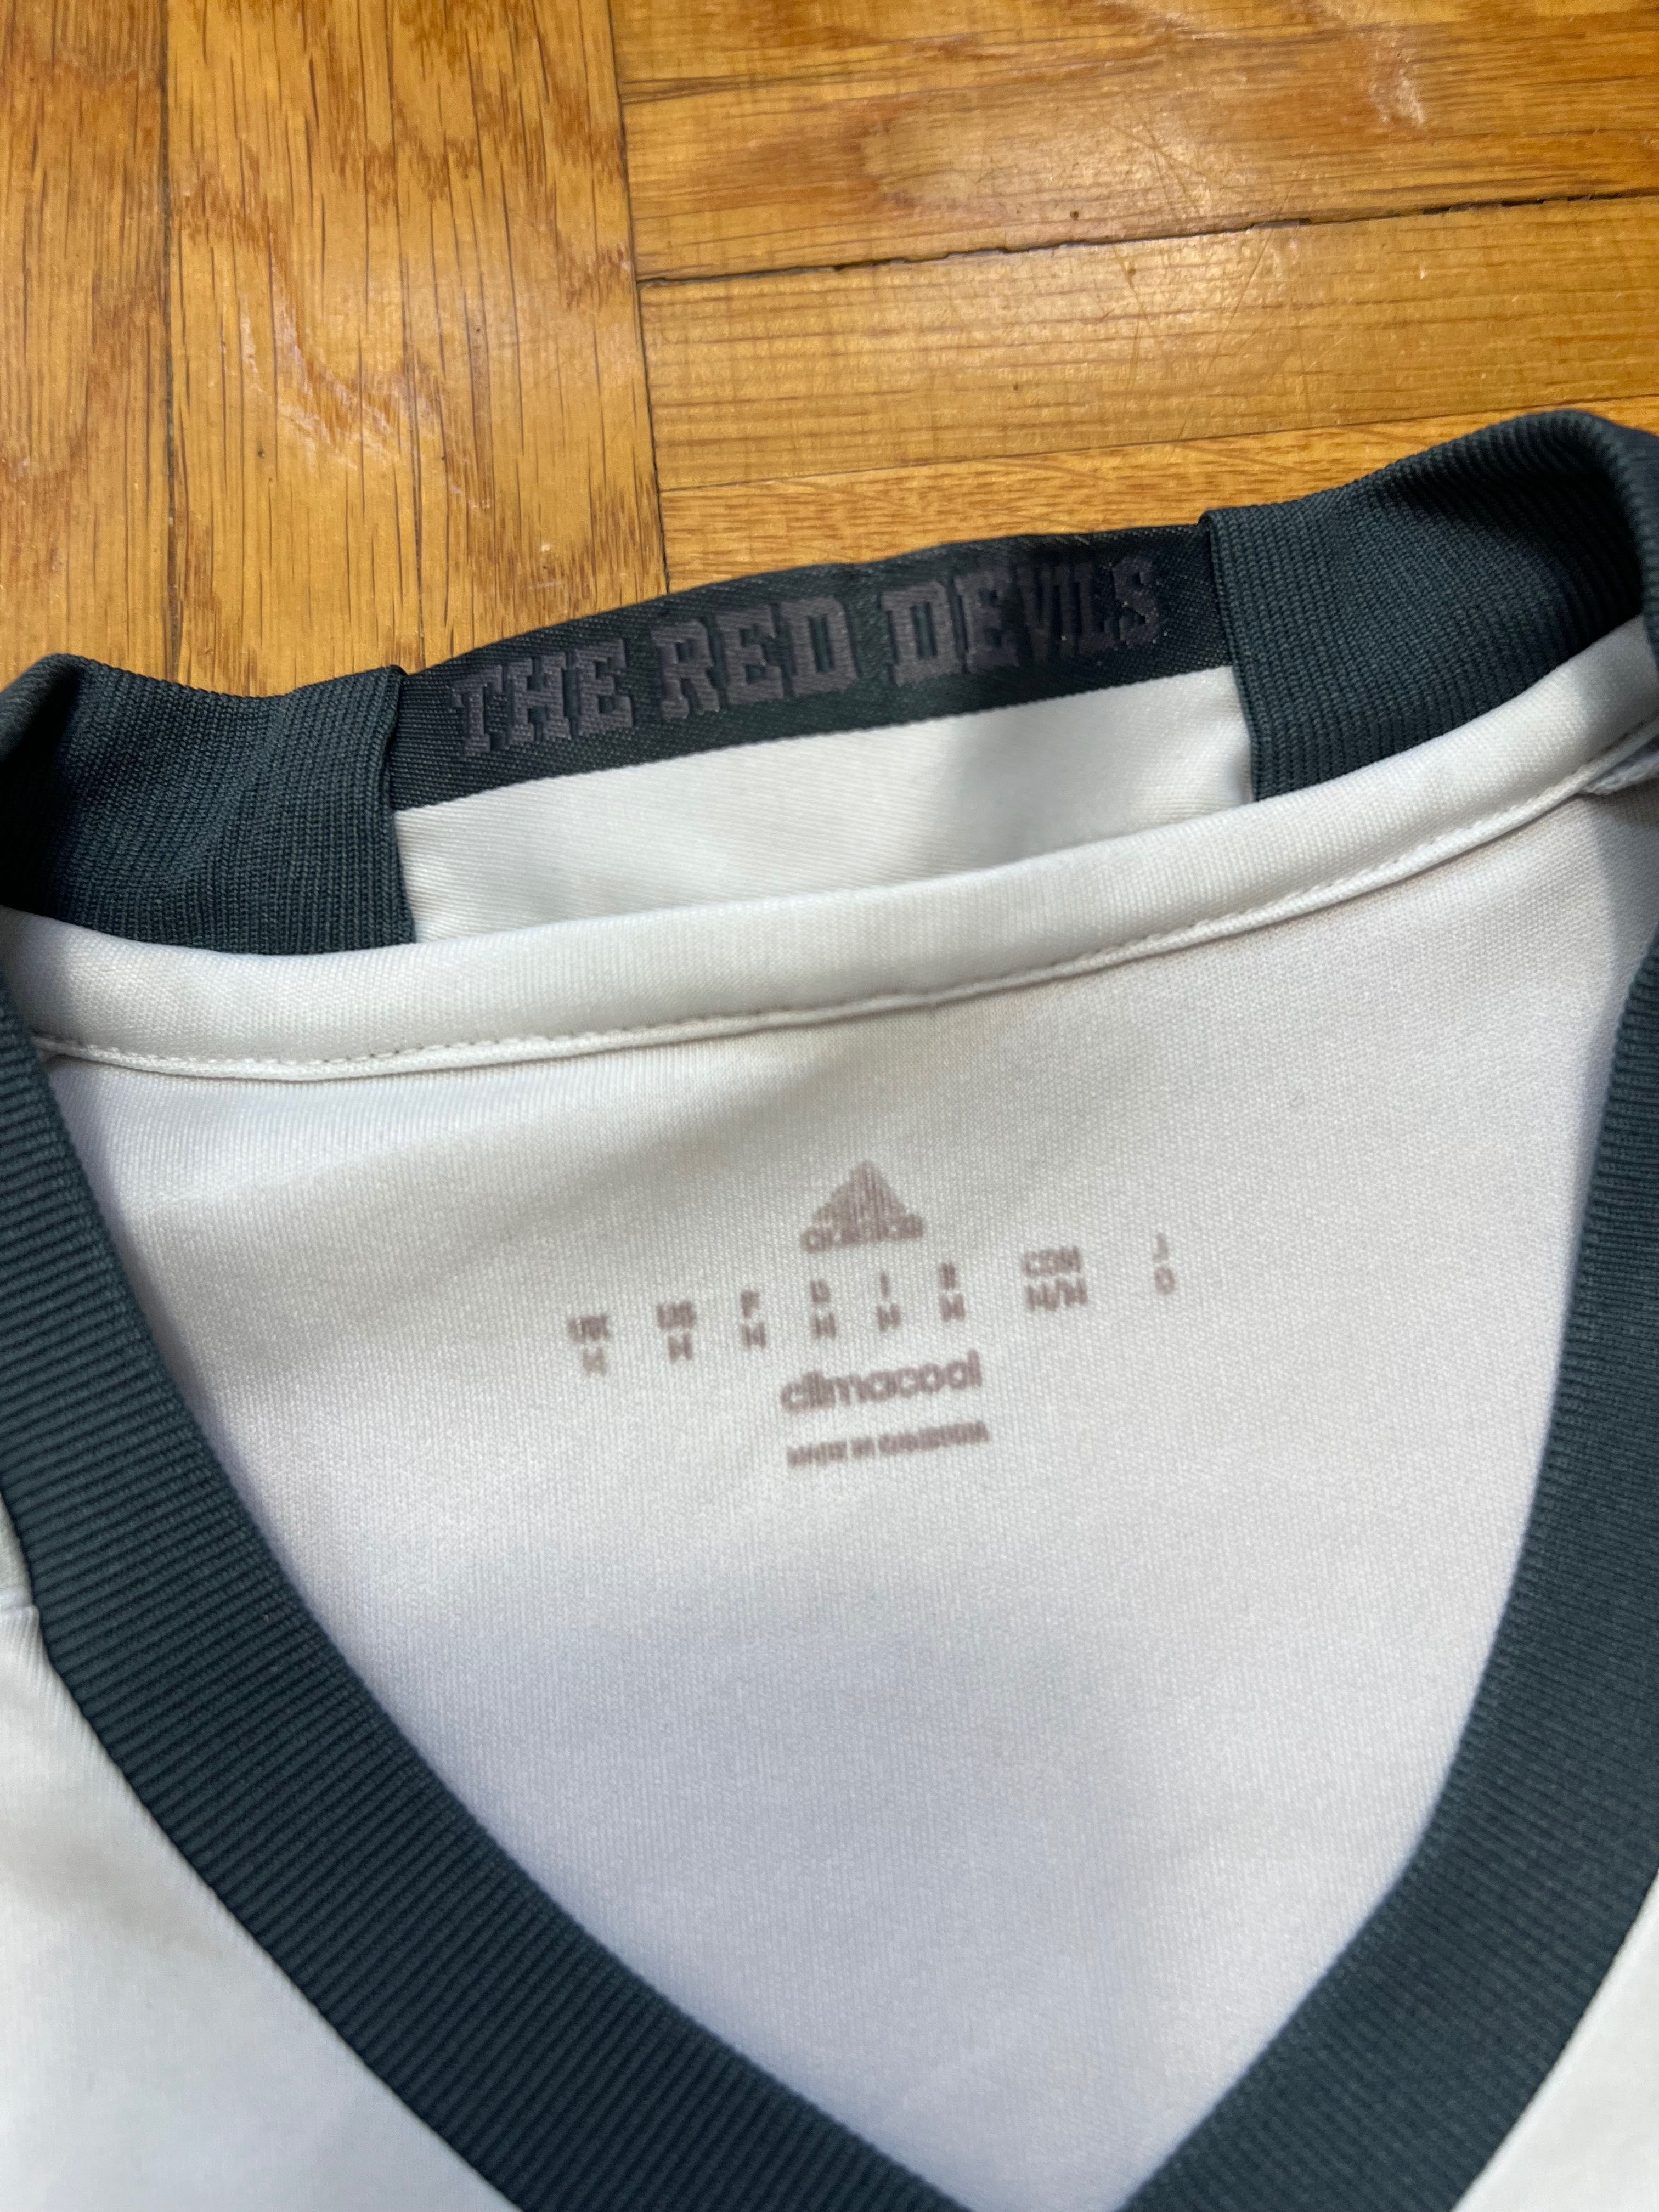 THE RED DEVILS
adidas
UK US F D I R CDN J
M M M M M M M/M O
climacool
MADE IN CAMBODIA